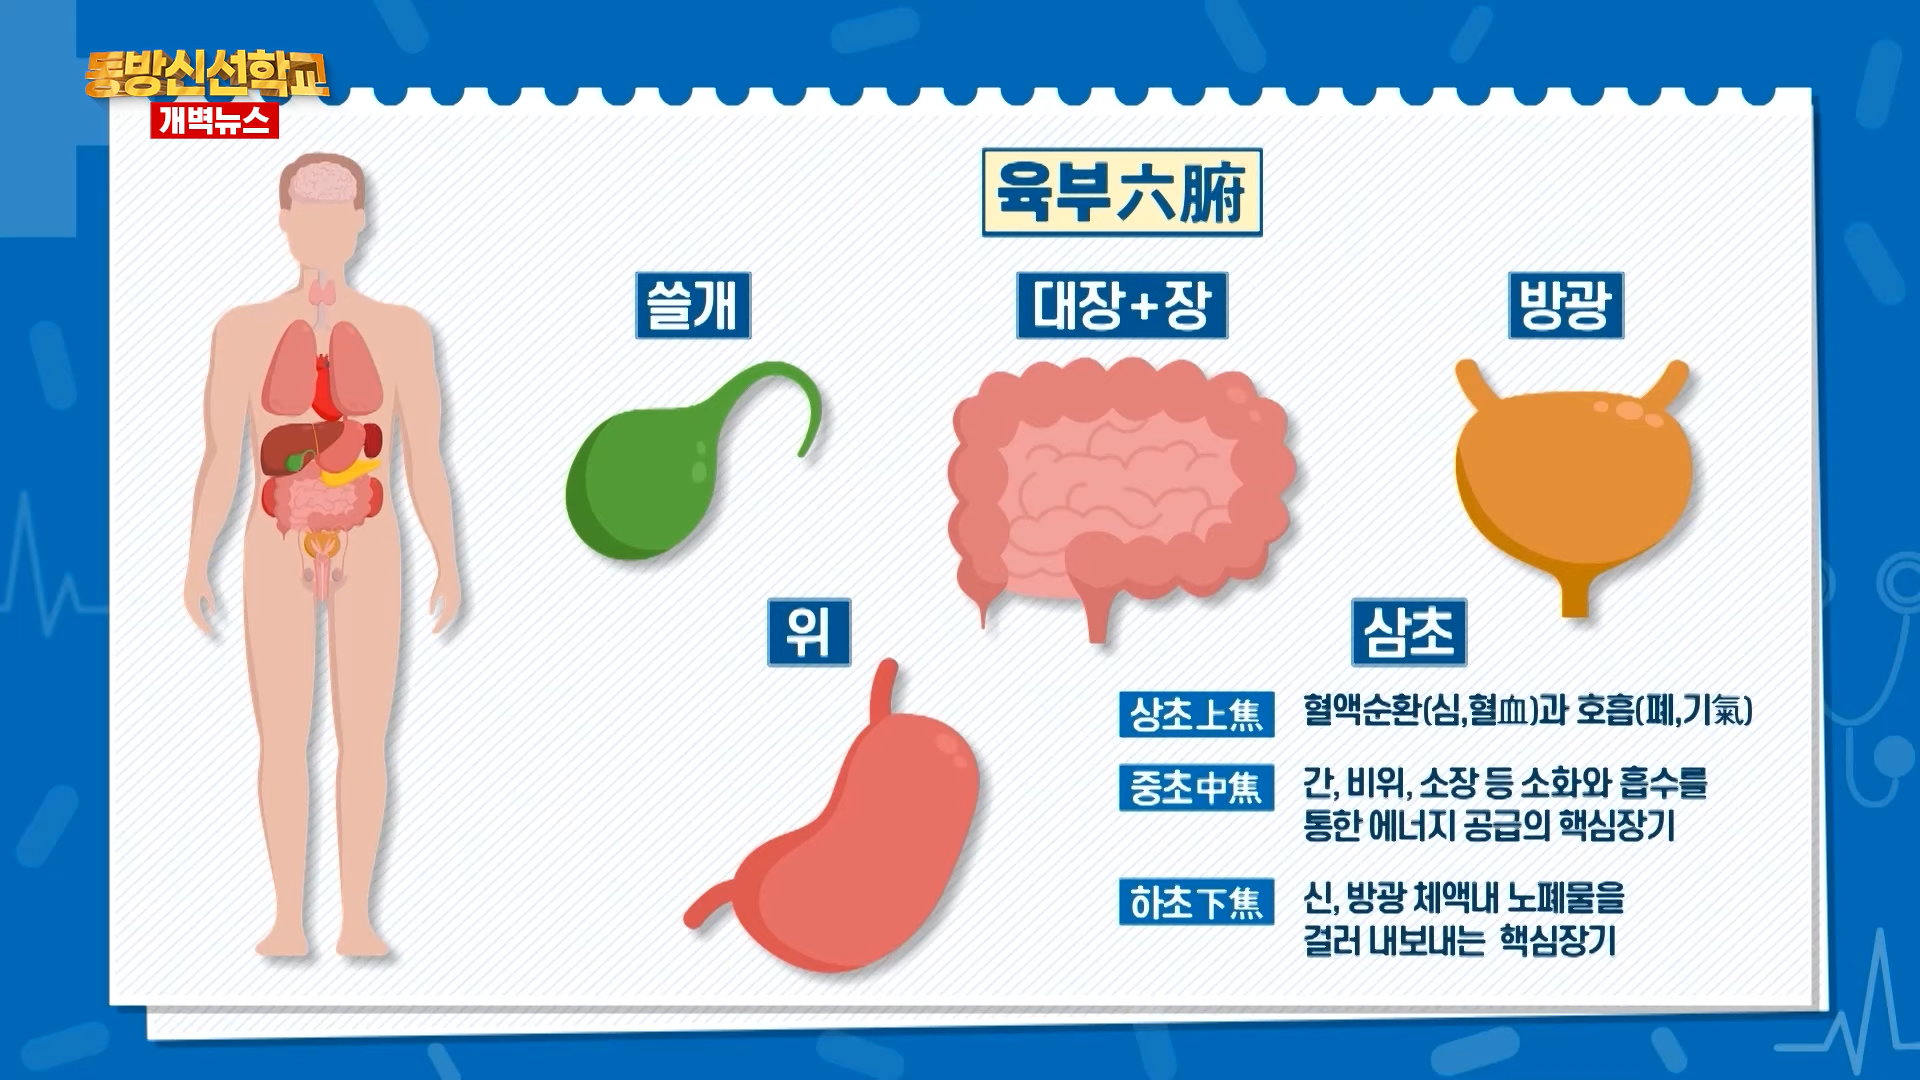 동방신선학교
개벽뉴스
육부六腑
쓸개
대장+장
방광
위
삼초
상초上焦
혈액순환(심,혈血)과 호흡(폐,기氣)
중초中焦
간, 비위, 소장 등 소화와 흡수를
통한 에너지 공급의 핵심장기
하초下焦
신, 방광 체액내 노폐물을
걸러 내보내는 핵심장기